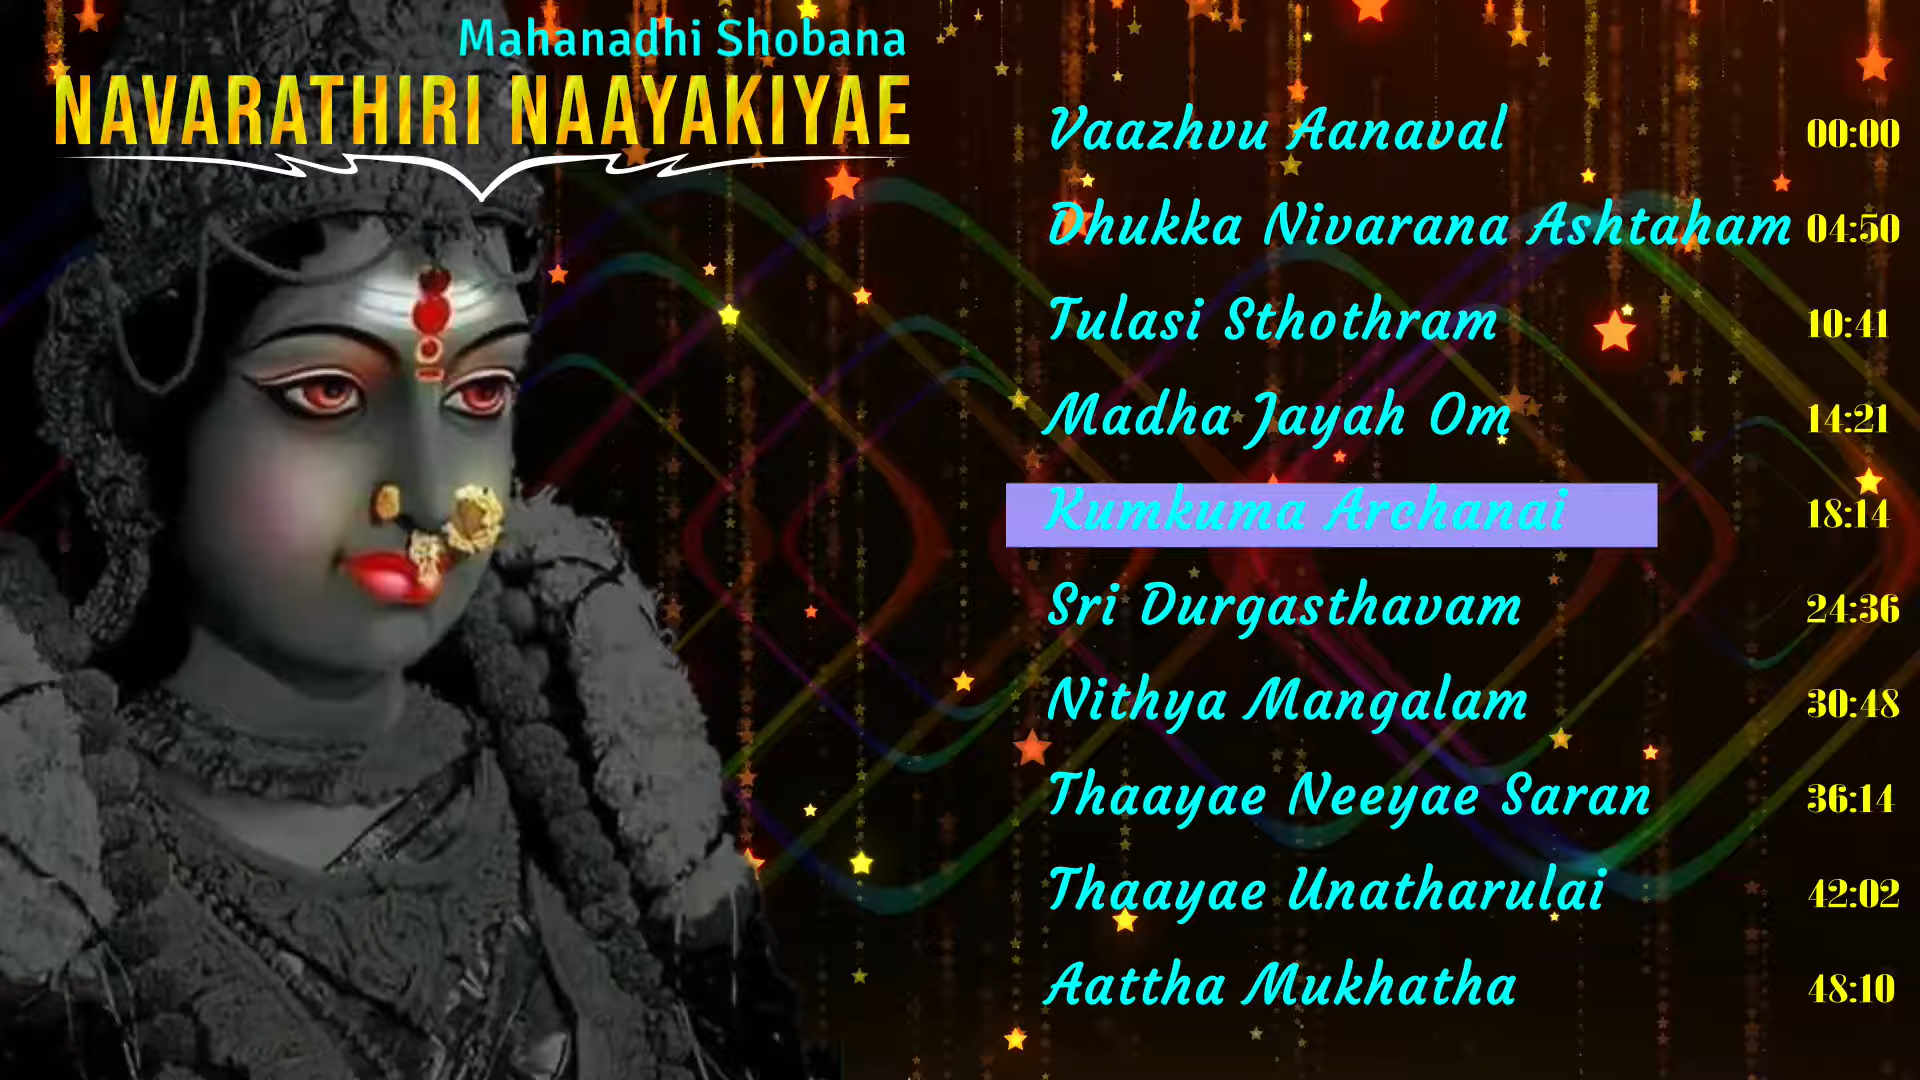 Mahanadhi Shobana
NAVARATHIRI NAAYAKIYAE
Vaazhvu Aanaval 00:00
Dhukka Nivarana Ashtaham 04:50
Tulasi Sthothram 10:41
Madha Jayah Om 14:21
Kumkuma Archanai 18:14
Sri Durgasthavam 24:36
Nithya Mangalam 30:48
Thaayae Neeyae Saran 36:14
Thaayae Unatharulai 42:02
Aattha Mukhatha 48:10